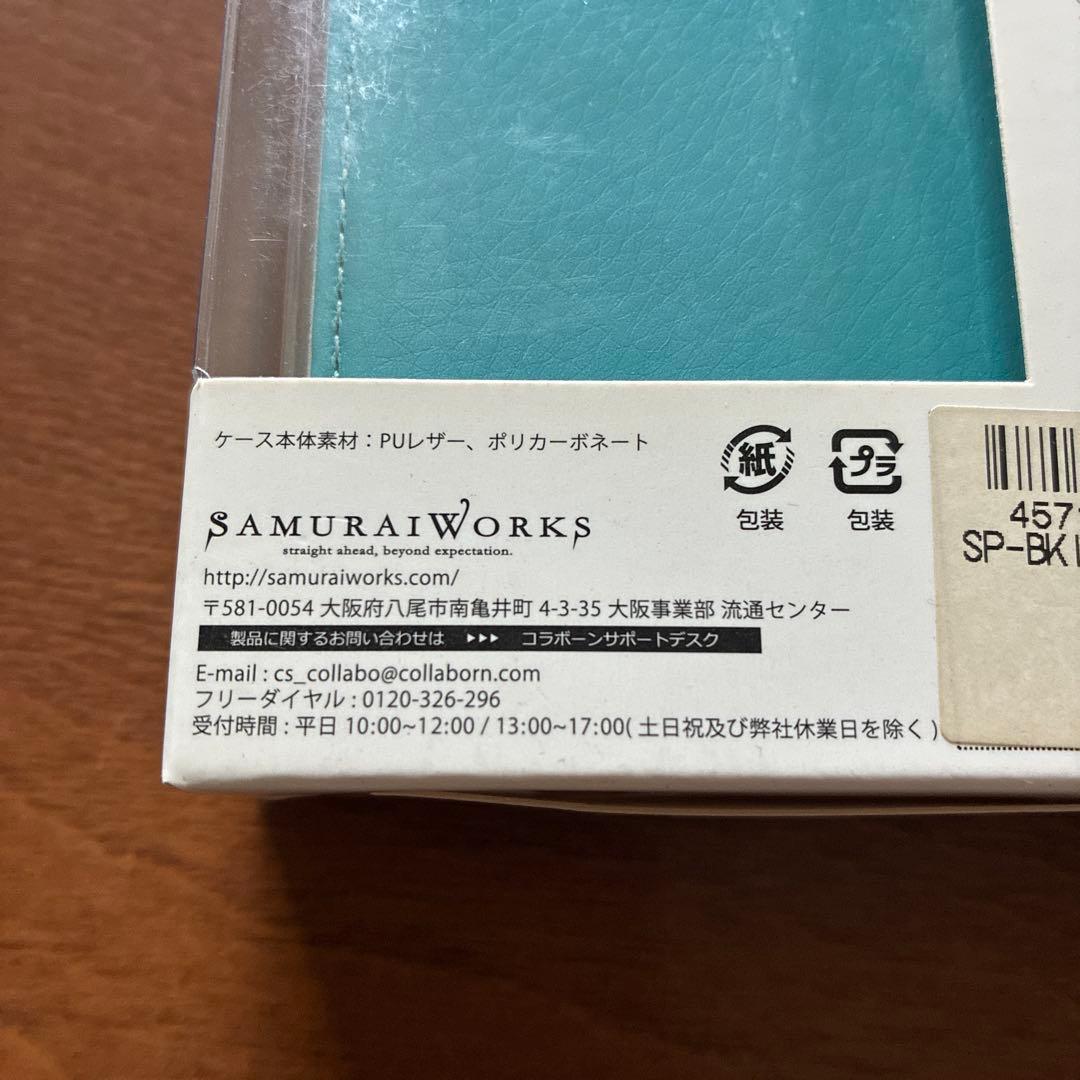 ケース本体素材：PUレザー、ポリカーボネート
紙
包装
プラ
包装
SAMURAIWORKS
straight ahead, beyond expectation.
http://samuraiworks.com/
〒581-0054 大阪府八尾市南亀井町 4-3-35 大阪事業部 流通センター
製品に関するお問い合わせは ▶▶▶ コラボーンサポートデスク
E-mail : cs_collabo@collaborn.com
フリーダイヤル : 0120-326-296
受付時間 : 平日 10:00~12:00 / 13:00~17:00( 土日祝及び弊社休業日を除く )
457
SP-BK